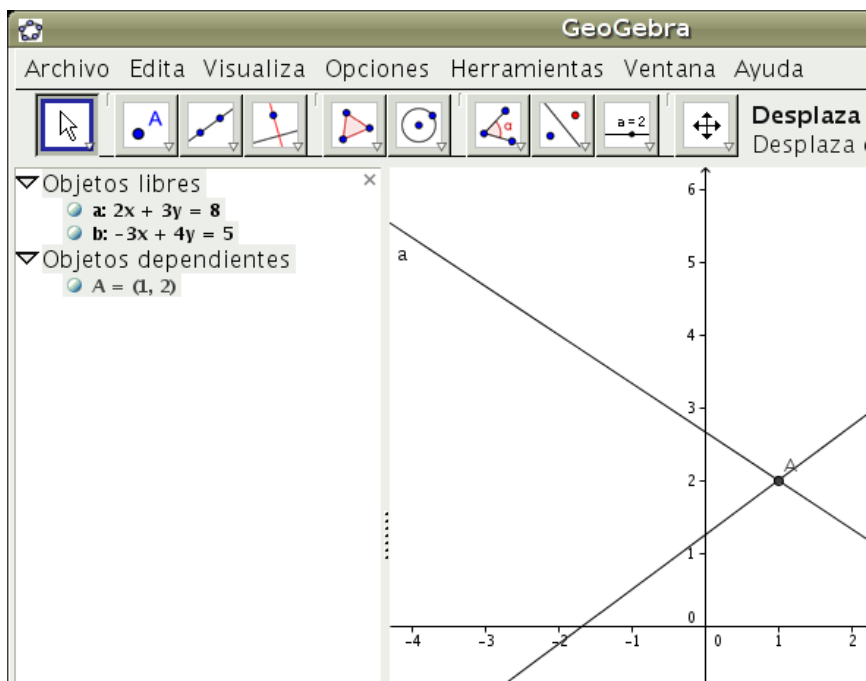 GeoGebra
Archivo Edita Visualiza Opciones Herramientas Ventana Ayuda
A
α
a=2
Desplaza
Desplaza
Objetos libres
a: 2x + 3y = 8
b: -3x + 4y = 5
Objetos dependientes
A = (1, 2)
6
a
5
4
3
A
2
1
0
-4 -3 -2 -1 0 1 2